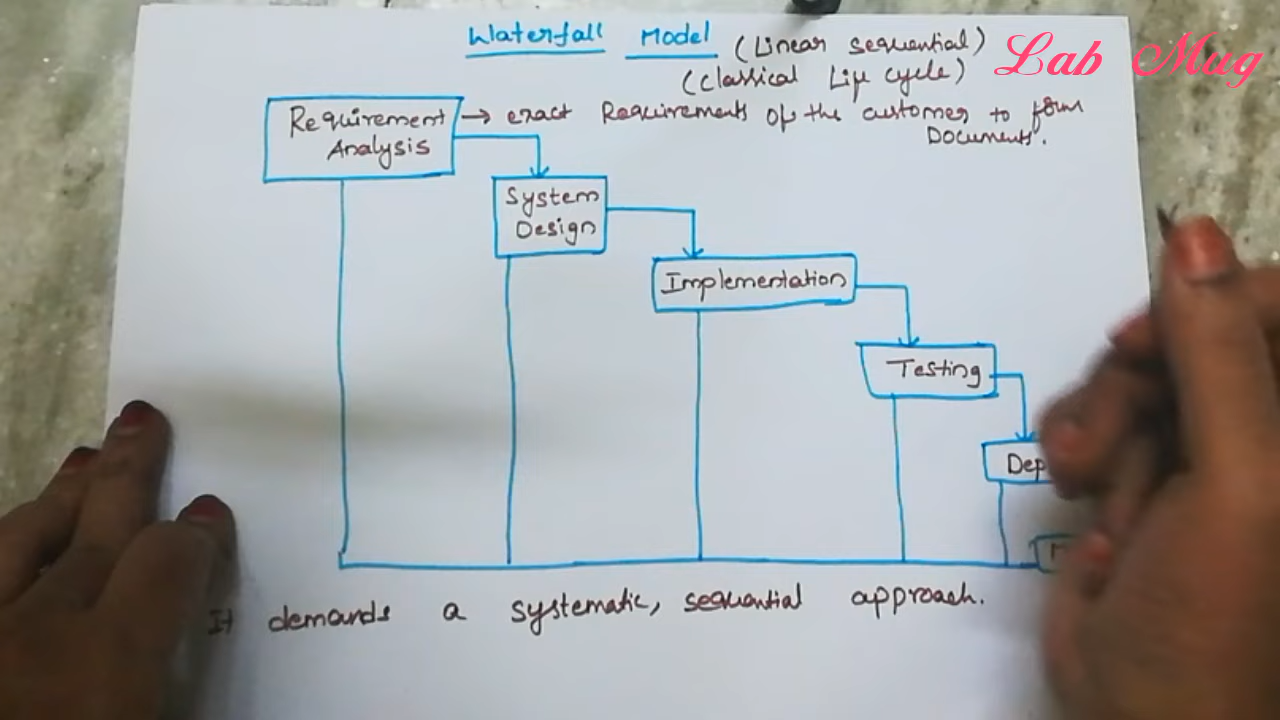 Waterfall Model (Linear sequential)
Lab Mug
(Classical Life cycle)
Requirement Analysis → exact Requirements of the customer to form Documents.
System
Design
Implementation
Testing
Dep
It demands a systematic, sequential approach.